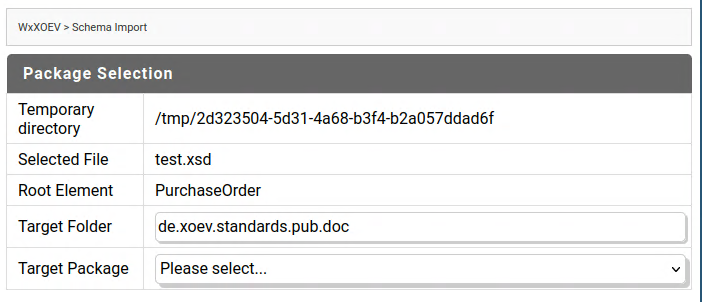 WxXOEV > Schema Import
Package Selection
Temporary
directory
/tmp/2d323504-5d31-4a68-b3f4-b2a057ddad6f
Selected File test.xsd
Root Element PurchaseOrder
Target Folder de.xoev.standards.pub.doc
Target Package Please select...